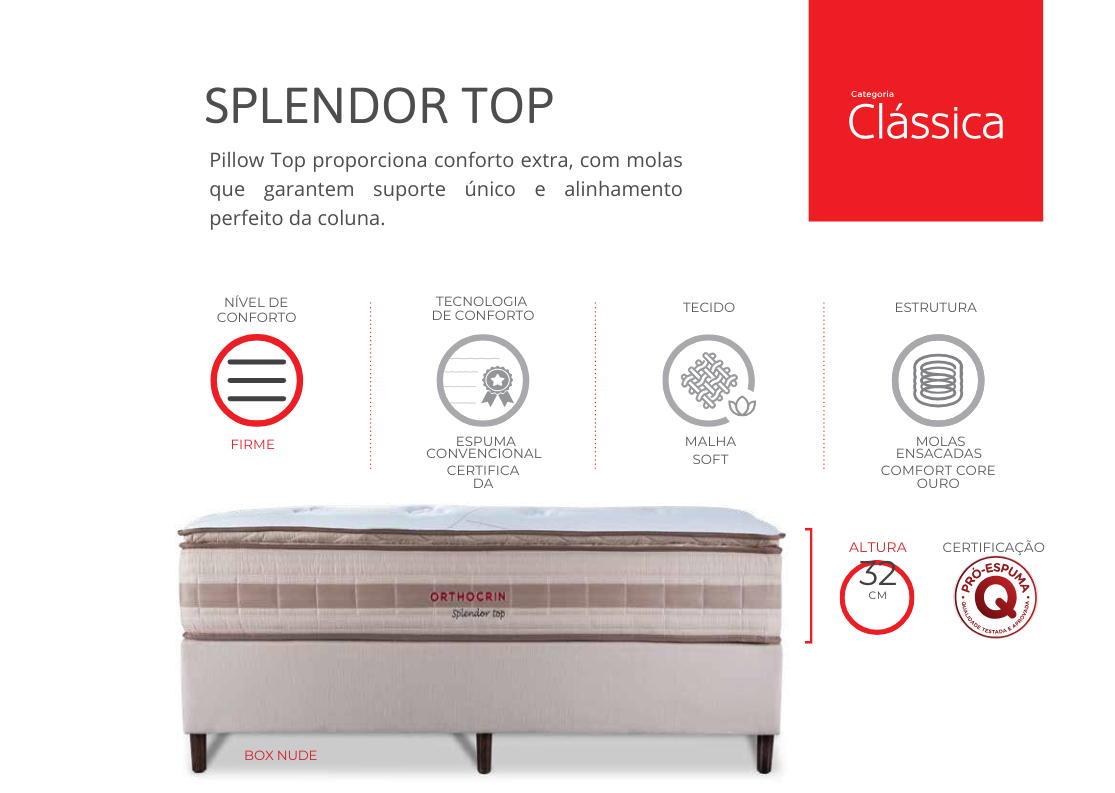 Categoria
Clássica
SPLENDOR TOP
Pillow Top proporciona conforto extra, com molas
que garantem suporte único e alinhamento
perfeito da coluna.
NÍVEL DE
CONFORTO
FIRME
TECNOLOGIA
DE CONFORTO
ESPUMA
CONVENCIONAL
CERTIFICA
DA
TECIDO
MALHA
SOFT
ESTRUTURA
MOLAS
ENSACADAS
COMFORT CORE
OURO
ORTHOCRIN
Splendor top
BOX NUDE
ALTURA
32
CM
CERTIFICAÇÃO
PRÓ-ESPUMA
Q
QUALIDADE TESTADA E APROVADA